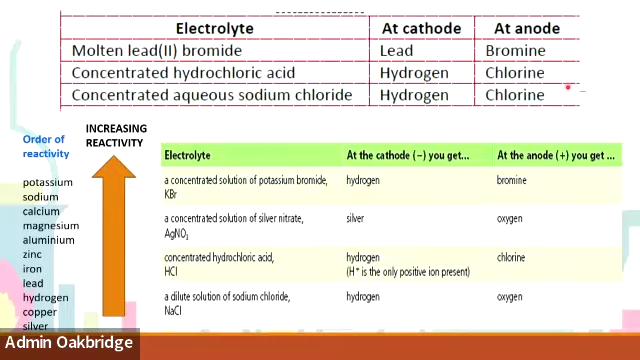 Electrolyte At cathode At anode
Molten lead(II) bromide Lead Bromine
Concentrated hydrochloric acid Hydrogen Chlorine
Concentrated aqueous sodium chloride Hydrogen Chlorine
INCREASING
REACTIVITY
Order of
reactivity
potassium
sodium
calcium
magnesium
aluminium
zinc
iron
lead
hydrogen
copper
silver
Electrolyte At the cathode (−) you get... At the anode (+) you get ...
a concentrated solution of potassium bromide, hydrogen bromine
KBr
a concentrated solution of silver nitrate, silver oxygen
AgNO3
concentrated hydrochloric acid, hydrogen chlorine
HCl (H+ is the only positive ion present)
a dilute solution of sodium chloride, hydrogen oxygen
NaCl
Admin Oakbridge